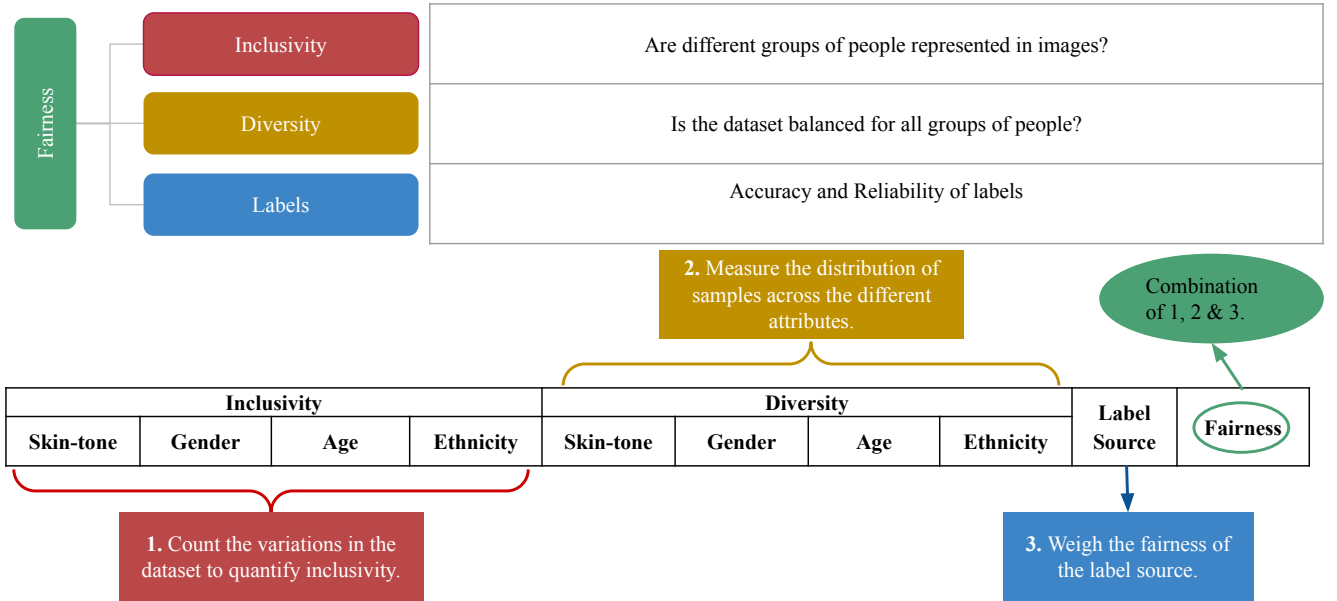 Fairness
Inclusivity
Are different groups of people represented in images?
Diversity
Is the dataset balanced for all groups of people?
Labels
Accuracy and Reliability of labels
2. Measure the distribution of
samples across the different
attributes.
Combination
of 1, 2 & 3.
Inclusivity
Diversity
Label
Source
Fairness
Skin-tone
Gender
Age
Ethnicity
Skin-tone
Gender
Age
Ethnicity
1. Count the variations in the
dataset to quantify inclusivity.
3. Weigh the fairness of
the label source.